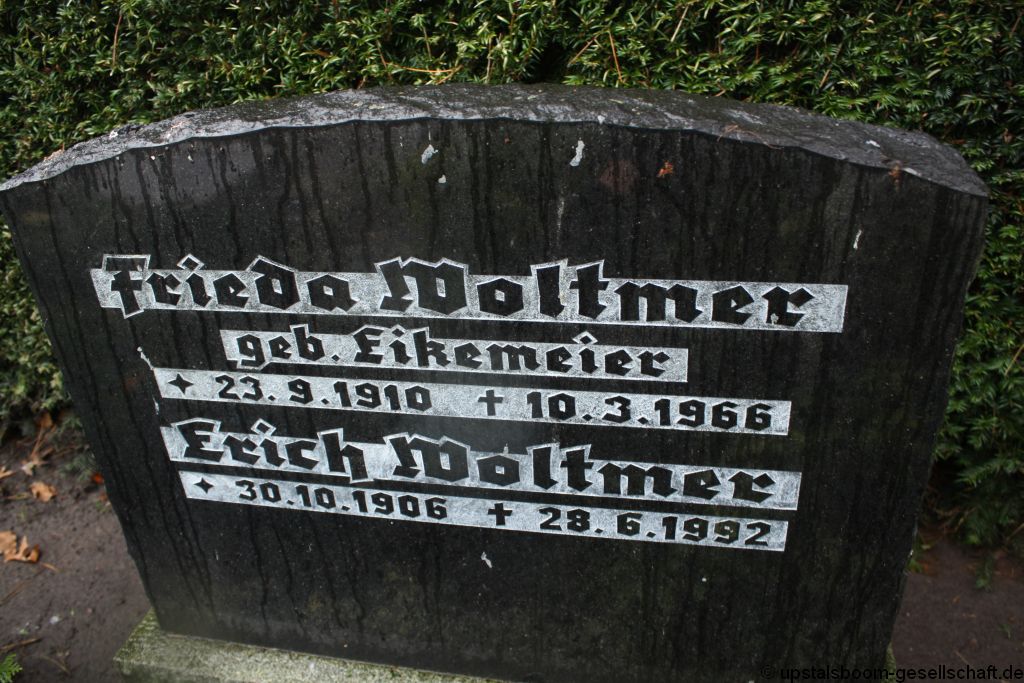 Frieda Woltmer
geb. Eikemeier
✦ 23.9.1910 ✝ 10.3.1966
Erich Woltmer
✦ 30.10.1906 ✝ 28.6.1992
© upstalsboom-gesellschaft.de